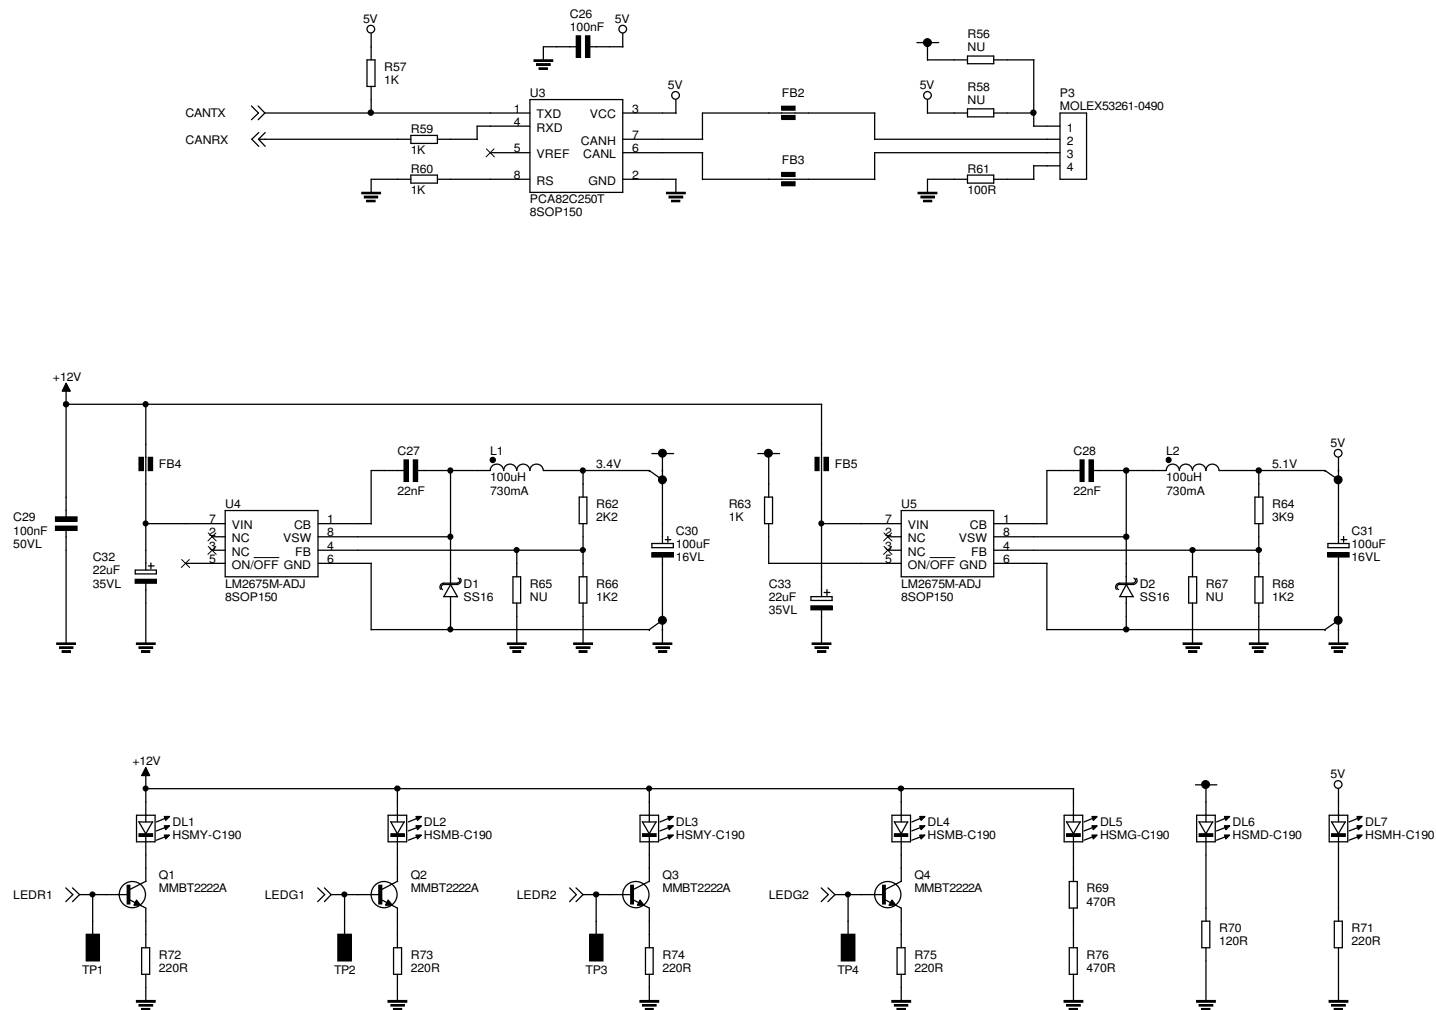 5V
C26
100nF
5V
R57
1K
CANTX
CANRX
R59
1K
R60
1K
U3
1 TXD VCC 3
4 RXD
CANH 7
5 VREF CANL 6
8 RS GND 2
PCA82C250T
8SOP150
5V
FB2
FB3
R56
NU
5V
R58
NU
R61
100R
P3
MOLEX53261-0490
1
2
3
4
+12V
C29
100nF
50VL
FB4
C32
22uF
35VL
U4
7 VIN CB 1
2 NC VSW 8
3 NC FB 4
5 ON/OFF GND 6
LM2675M-ADJ
8SOP150
C27
22nF
L1
100uH
730mA
3.4V
D1
SS16
R65
NU
R62
2K2
R66
1K2
C30
100uF
16VL
R63
1K
FB5
C33
22uF
35VL
U5
7 VIN CB 1
2 NC VSW 8
3 NC FB 4
5 ON/OFF GND 6
LM2675M-ADJ
8SOP150
C28
22nF
L2
100uH
730mA
5.1V
5V
D2
SS16
R67
NU
R64
3K9
R68
1K2
C31
100uF
16VL
+12V
DL1
HSMY-C190
DL2
HSMB-C190
DL3
HSMY-C190
DL4
HSMB-C190
DL5
HSMG-C190
DL6
HSMD-C190
5V
DL7
HSMH-C190
LEDR1
Q1
MMBT2222A
TP1
R72
220R
LEDG1
Q2
MMBT2222A
TP2
R73
220R
LEDR2
Q3
MMBT2222A
TP3
R74
220R
LEDG2
Q4
MMBT2222A
TP4
R75
220R
R69
470R
R76
470R
R70
120R
R71
220R